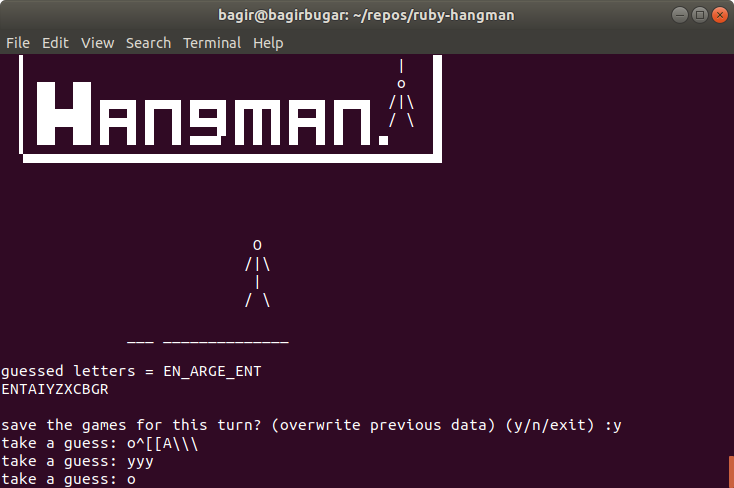 bagir@bagirbugar: ~/repos/ruby-hangman
File Edit View Search Terminal Help
|
o
/|\
/ \
Hangman.
O
/|\
|
/ \
___ ______________
guessed letters = EN_ARGE_ENT
ENTAIYZXCBGR
save the games for this turn? (overwrite previous data) (y/n/exit) :y
take a guess: o^[[A\\\
take a guess: yyy
take a guess: o